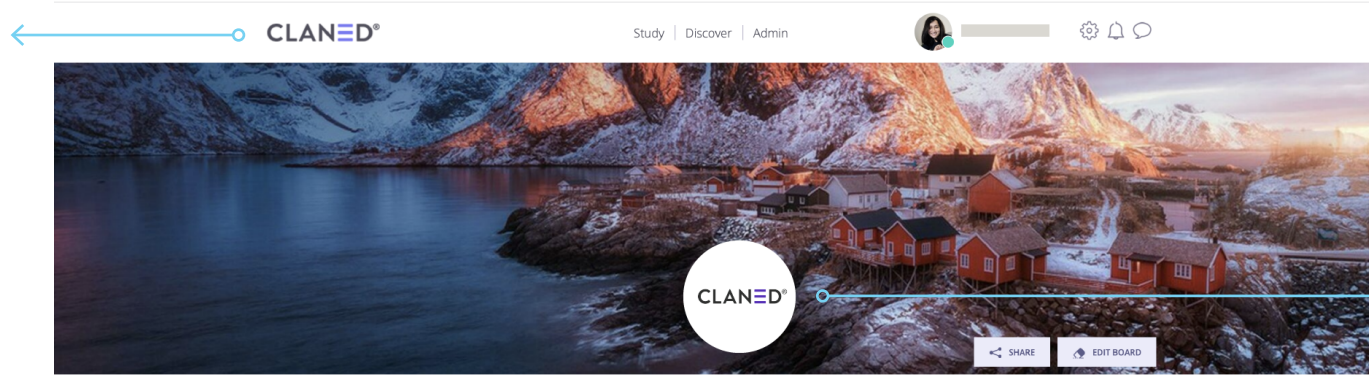 CLANED®
Study | Discover | Admin
CLANED®
SHARE
EDIT BOARD